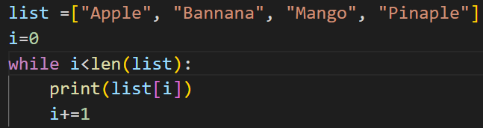 list =["Apple", "Bannana", "Mango", "Pinaple"]
i=0
while i<len(list):
    print(list[i])
    i+=1